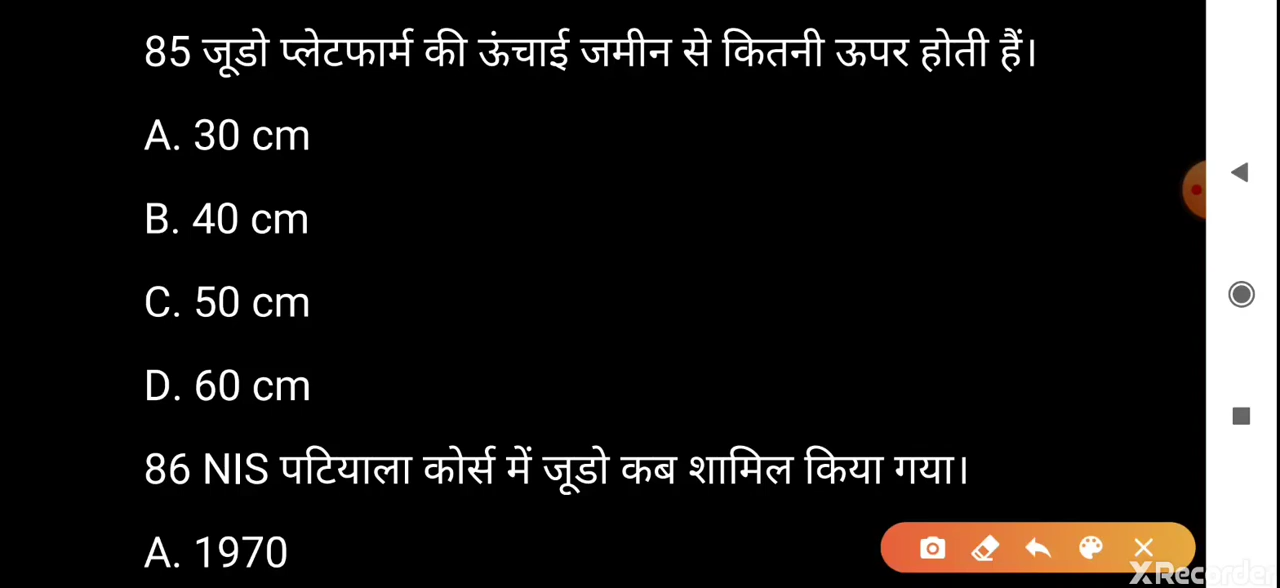 85 जूडो प्लेटफार्म की ऊंचाई जमीन से कितनी ऊपर होती हैं।
A. 30 cm
B. 40 cm
C. 50 cm
D. 60 cm
86 NIS पटियाला कोर्स में जूडो कब शामिल किया गया।
A. 1970
XRecorder